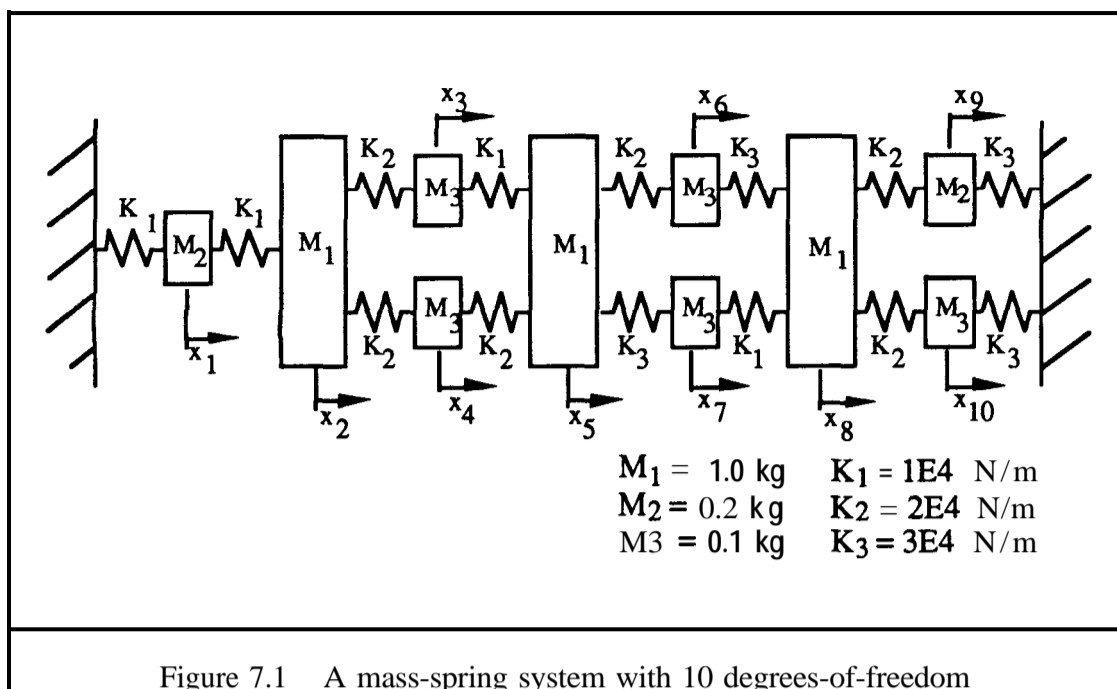 x3 x6 x9
K2 K1 K2 K3 K2 K3
M3 M3 M2
K1 K1
M2 M1 M1 M1
M3 M3 M3
K2 K2 K3 K1 K2 K3
x1 x2 x4 x5 x7 x8 x10
M1 = 1.0 kg K1 = 1E4 N/m
M2 = 0.2 kg K2 = 2E4 N/m
M3 = 0.1 kg K3 = 3E4 N/m
Figure 7.1 A mass-spring system with 10 degrees-of-freedom